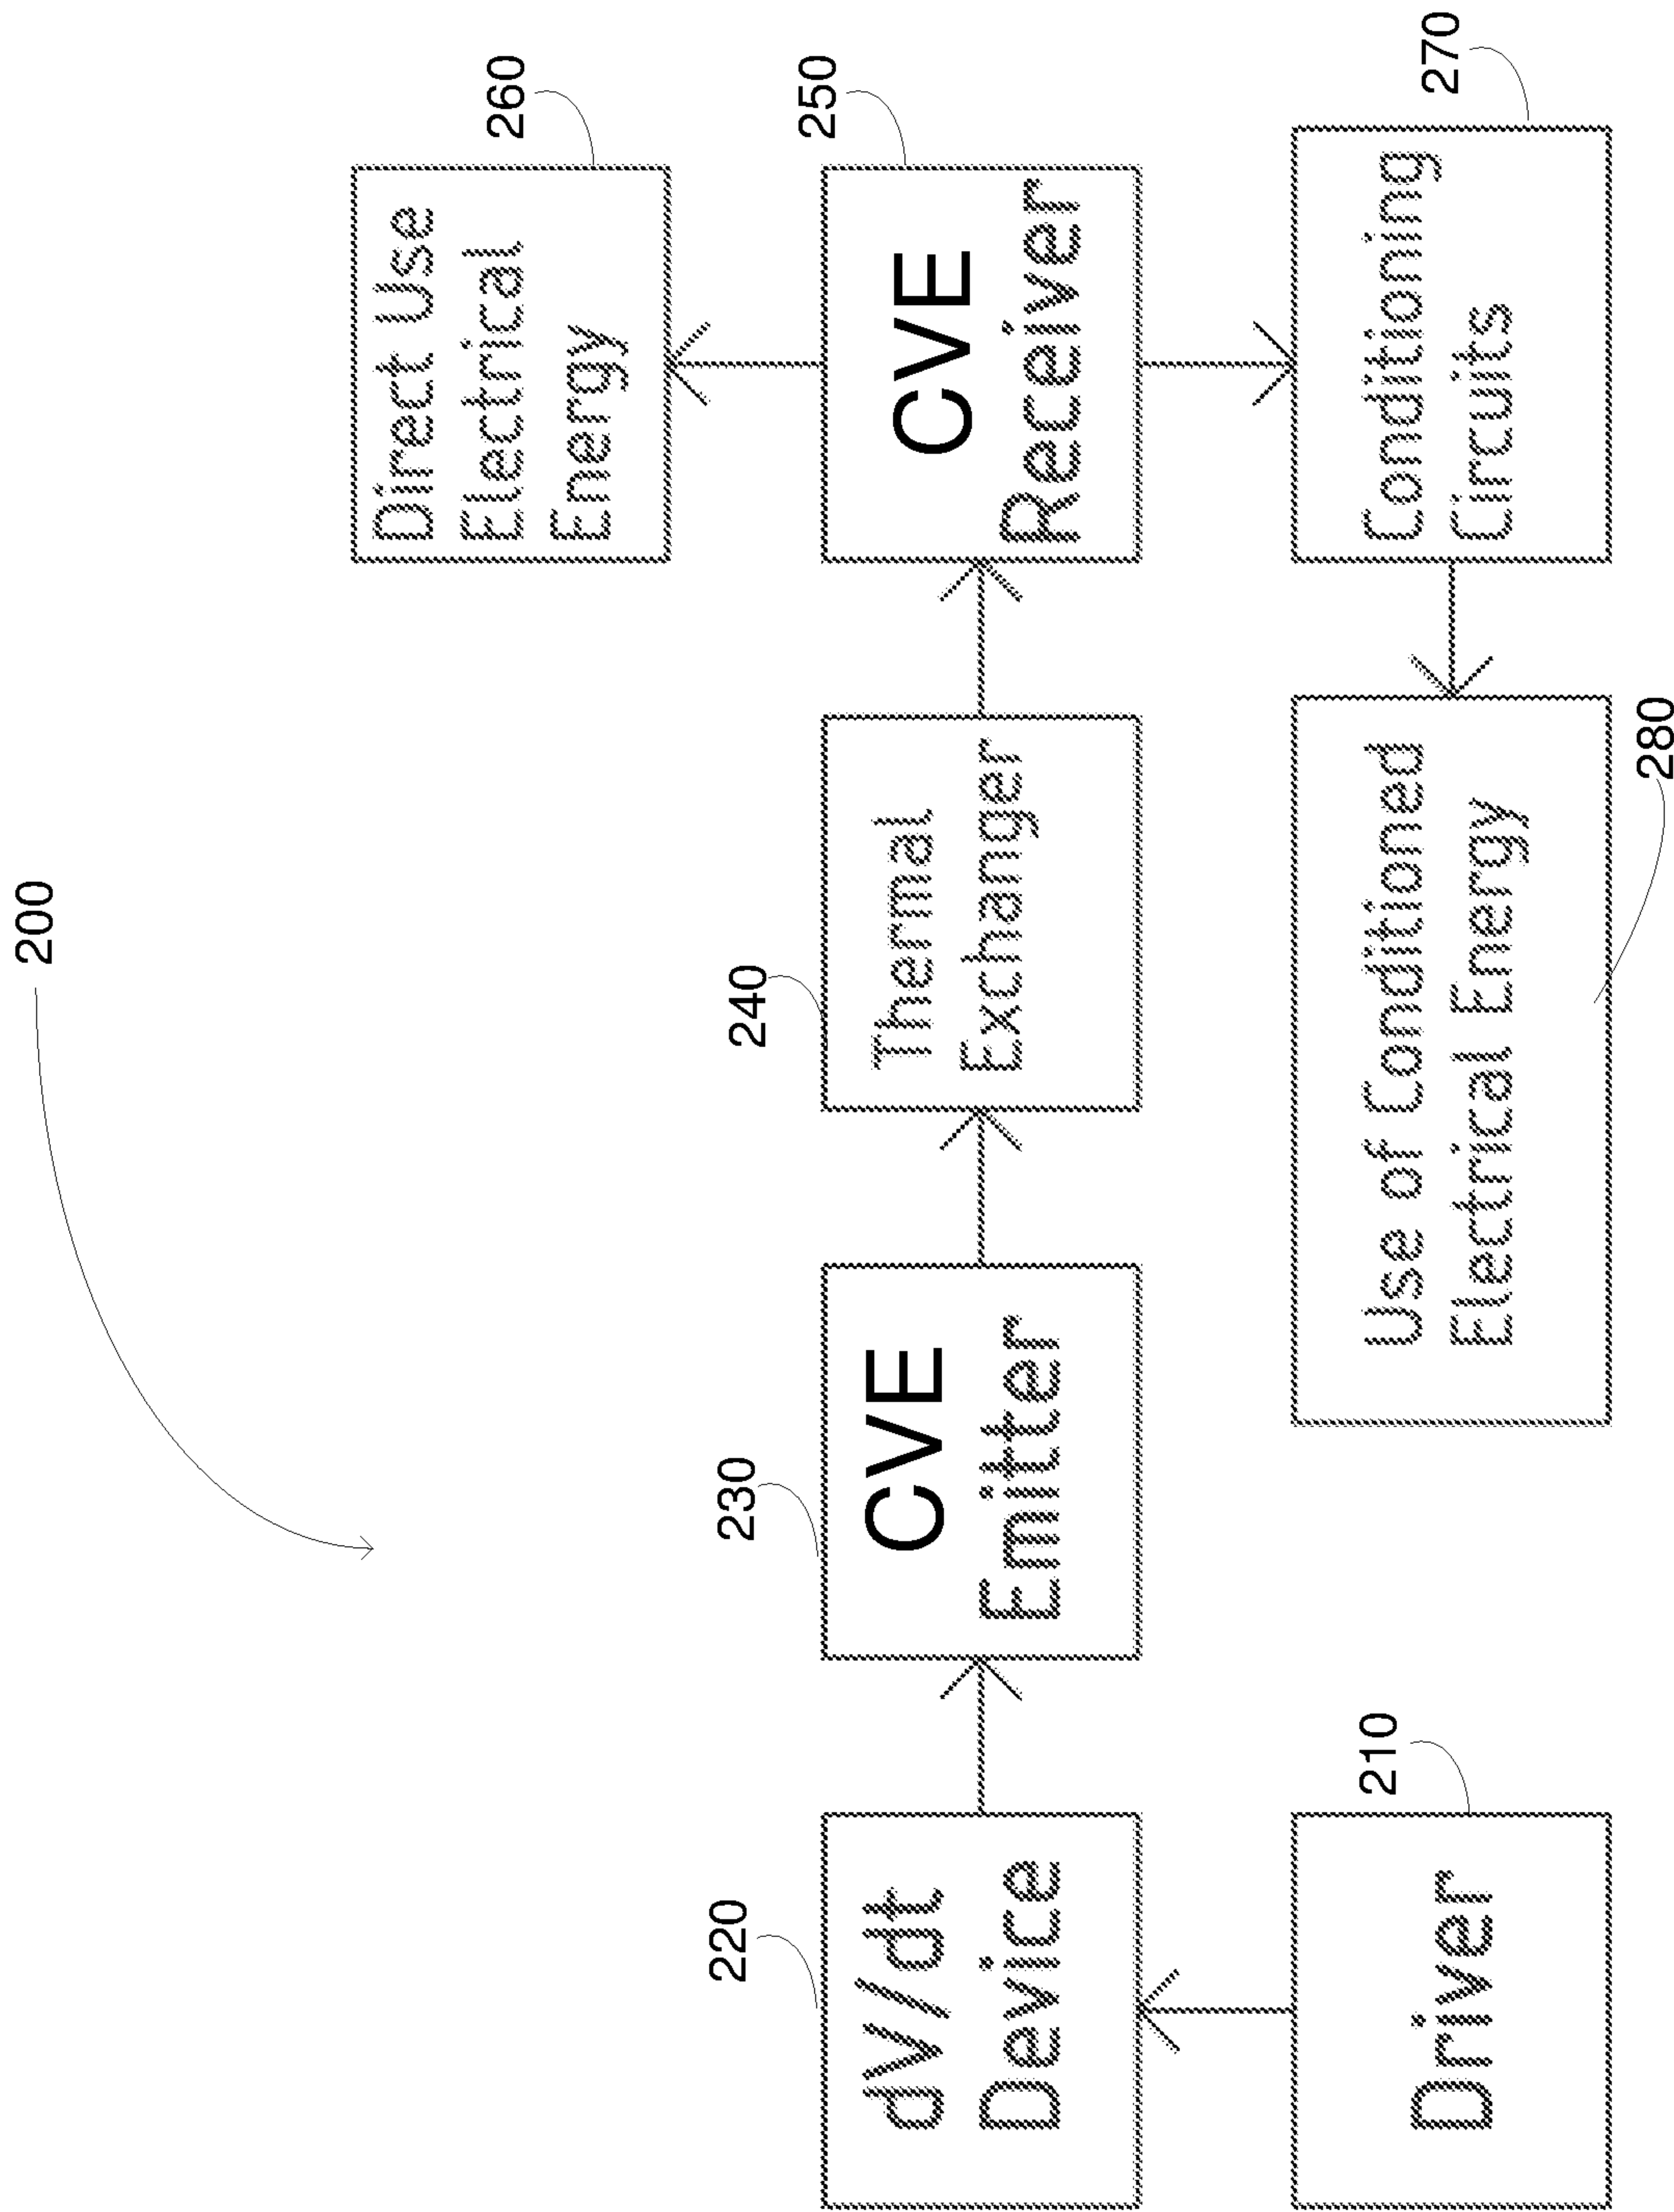 200
260
Direct Use
Electrical
Energy
220
dV/dt
Device
230
CVE
Emitter
240
Thermal
Exchanger
250
CVE
Receiver
210
Driver
Use of Conditioned
Electrical Energy
280
Conditioning
Circuits
270